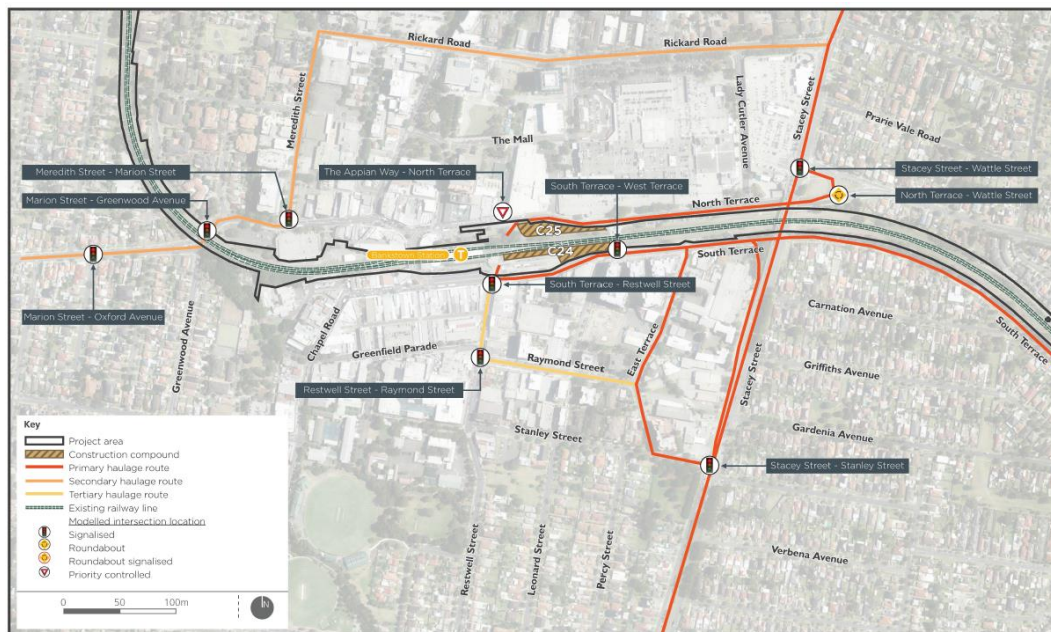 Rickard Road
Rickard Road
Meredith Street
Lady Cutler Avenue
Stacey Street
Prarie Vale Road
The Mall
Meredith Street - Marion Street
The Appian Way - North Terrace
South Terrace - West Terrace
Stacey Street - Wattle Street
Marion Street - Greenwood Avenue
North Terrace
North Terrace - Wattle Street
C25
C24
T
South Terrace
South Terrace - Restwell Street
Marion Street - Oxford Avenue
Greenwood Avenue
Chapel Road
Carnation Avenue
South Terrace
Greenfield Parade
Raymond Street
East Terrace
Stacey Street
Griffiths Avenue
Restwell Street - Raymond Street
Stanley Street
Gardenia Avenue
Stacey Street - Stanley Street
Restwell Street
Leonard Street
Percy Street
Verbena Avenue
Key
Project area
Construction compound
Primary haulage route
Secondary haulage route
Tertiary haulage route
Existing railway line
Modelled intersection location
Signalised
Roundabout
Roundabout signalised
Priority controlled
0 50 100m
N